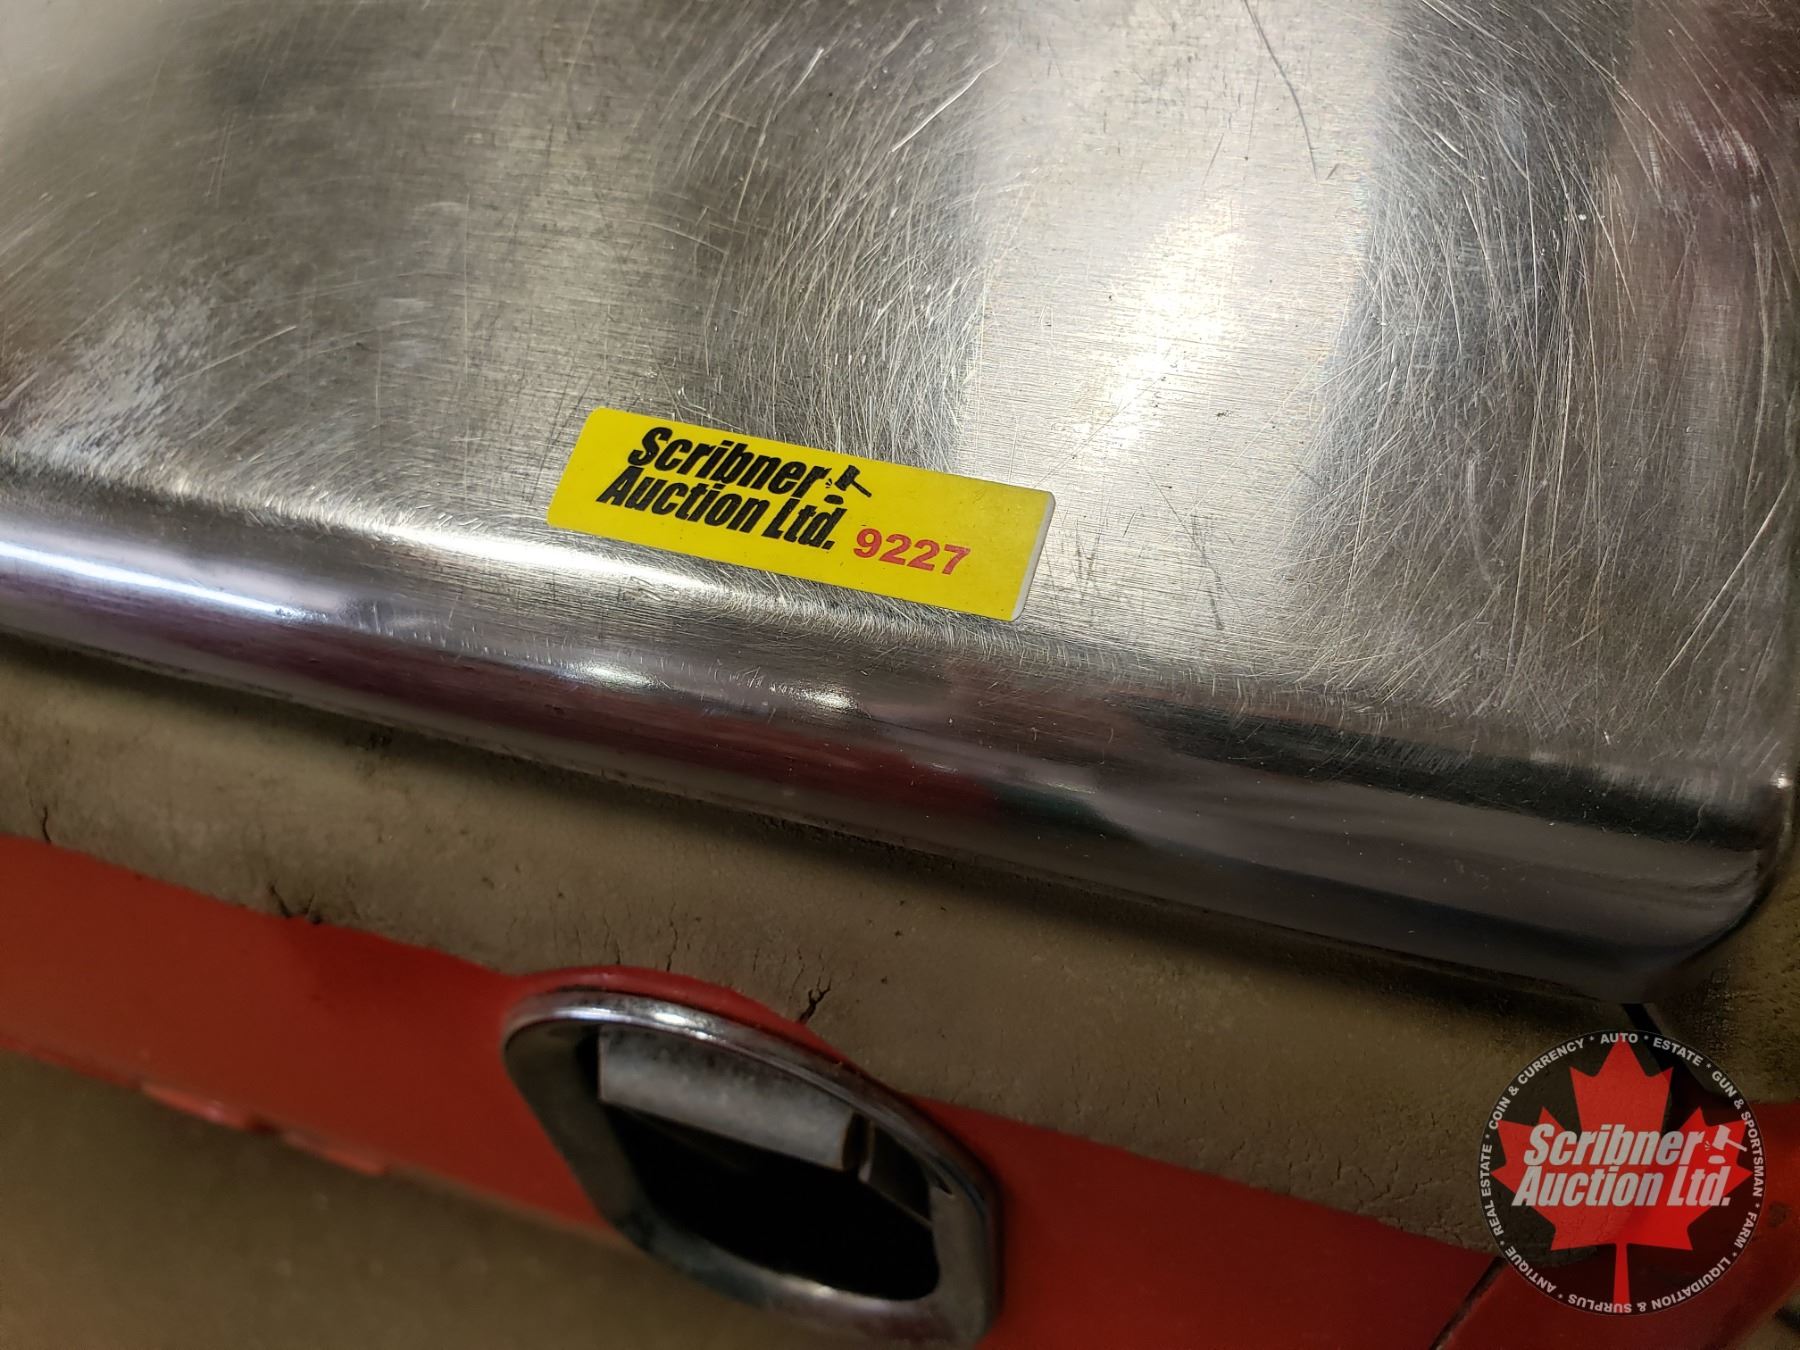 Scribner
Auction Ltd. 9227
COIN & CURRENCY * AUTO * ESTATE * GUN & SPORTSMAN * FARM * LIQUIDATION & SURPLUS * ANTIQUE * REAL ESTATE *
Scribner
Auction Ltd.